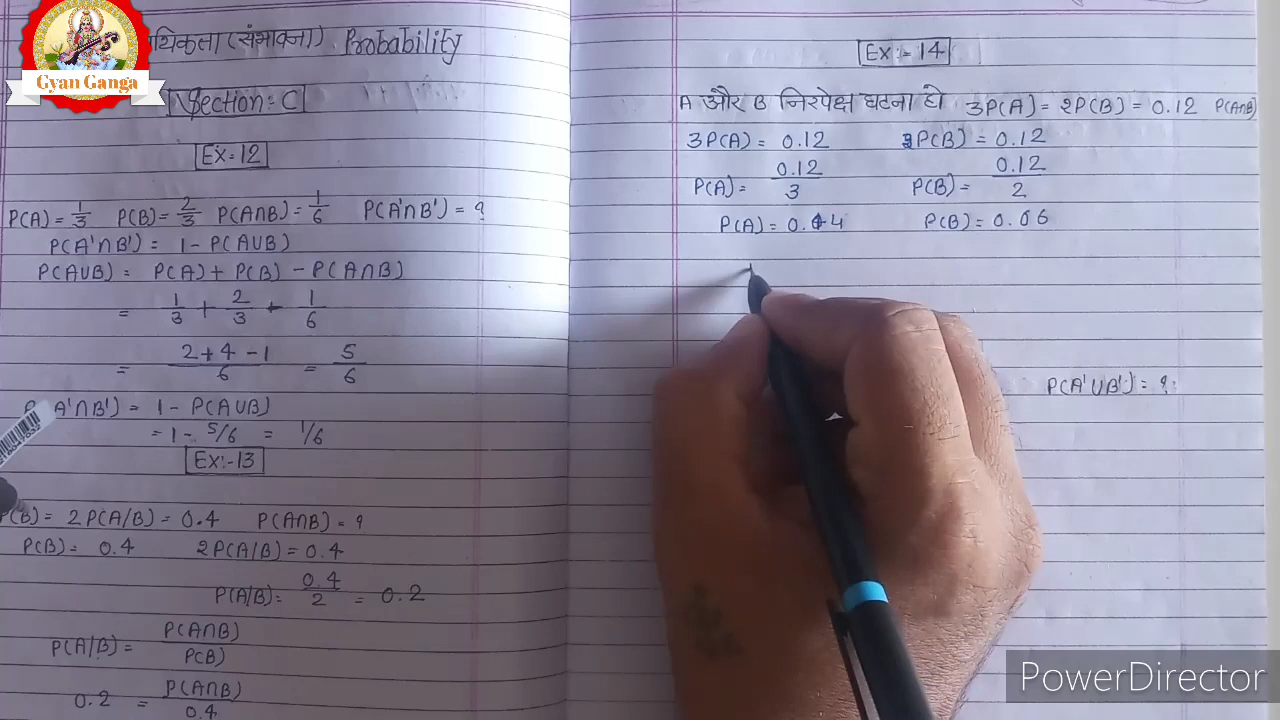 Gyan Ganga
(संभावना) Probability
Section:- C
Ex:- 12
P(A) = 1/3 P(B) = 2/3 P(A∩B) = 1/6 P(A'∩B') = ?
P(A'∩B') = 1 - P(A∪B)
P(A∪B) = P(A) + P(B) - P(A∩B)
= 1/3 + 2/3 - 1/6
= 2+4-1/6 = 5/6
A'∩B') = 1 - P(A∪B)
= 1 - 5/6 = 1/6
Ex:-13
P(B) = 2P(A/B) = 0.4 P(A∩B) = ?
P(B) = 0.4 2P(A/B) = 0.4
P(A/B) = 0.4/2 = 0.2
P(A/B) = P(A∩B)/P(B)
0.2 = P(A∩B)/0.4
Ex:- 14
A और B निरपेक्ष घटना हो 3P(A) = 2P(B) = 0.12 P(A∩B)
3P(A) = 0.12 2P(B) = 0.12
P(A) = 0.12/3 P(B) = 0.12/2
P(A) = 0.04 P(B) = 0.06
P(A'∪B') = ?
PowerDirector